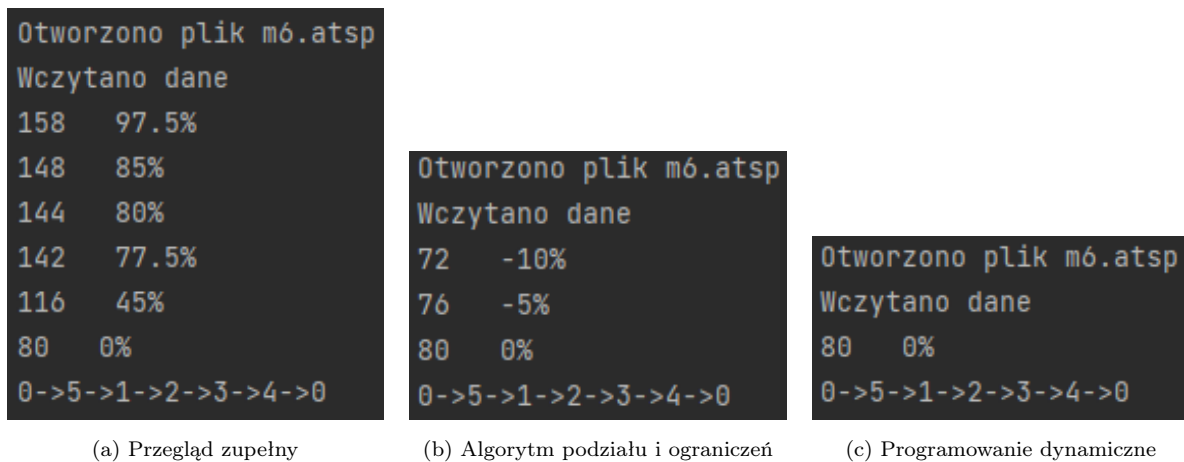 Otworzono plik m6.atsp
Wczytano dane
158 97.5%
148 85%
144 80%
142 77.5%
116 45%
80 0%
0->5->1->2->3->4->0
(a) Przegląd zupełny
Otworzono plik m6.atsp
Wczytano dane
72 -10%
76 -5%
80 0%
0->5->1->2->3->4->0
(b) Algorytm podziału i ograniczeń
Otworzono plik m6.atsp
Wczytano dane
80 0%
0->5->1->2->3->4->0
(c) Programowanie dynamiczne